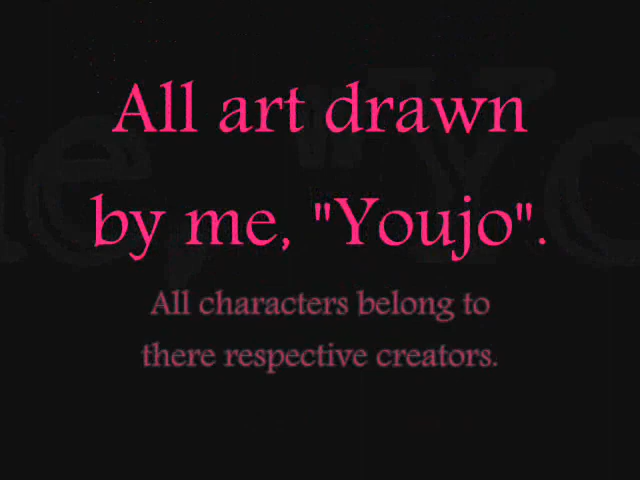 All art drawn
by me, "Youjo".
All characters belong to
there respective creators.